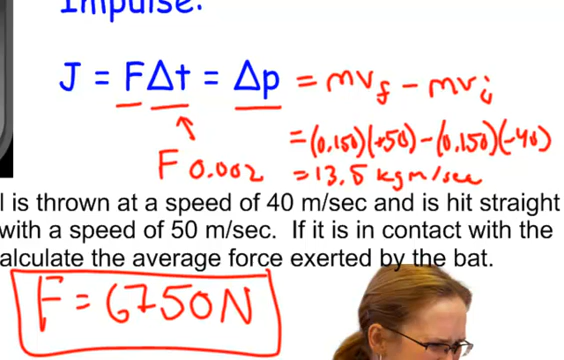 Impulse:
J = FΔt = Δp = mvf - mvi
= (0.150)(+50) - (0.150)(-40)
F 0.002 = 13.5 kgm/sec
l is thrown at a speed of 40 m/sec and is hit straight
with a speed of 50 m/sec. If it is in contact with the
alculate the average force exerted by the bat.
F = 6750N